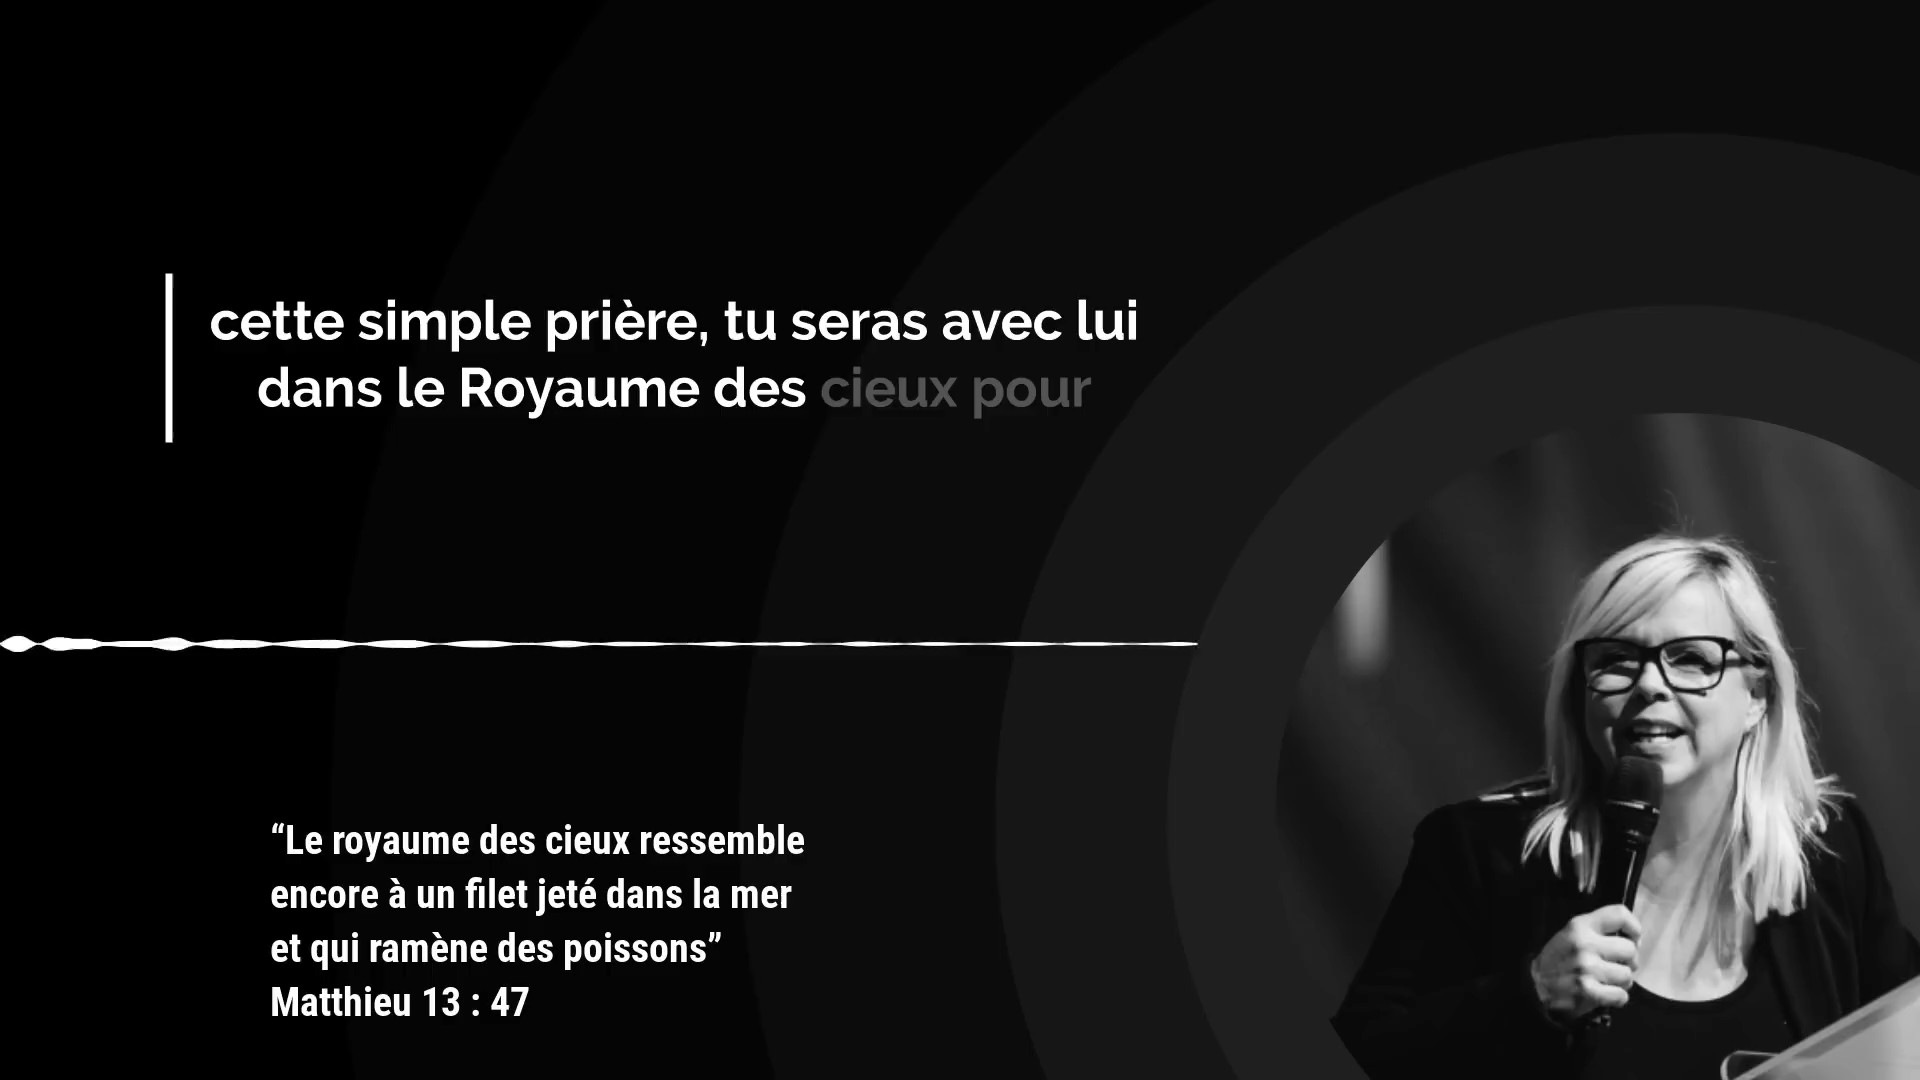 cette simple prière, tu seras avec lui
dans le Royaume des cieux pour
“Le royaume des cieux ressemble
encore à un filet jeté dans la mer
et qui ramène des poissons”
Matthieu 13 : 47